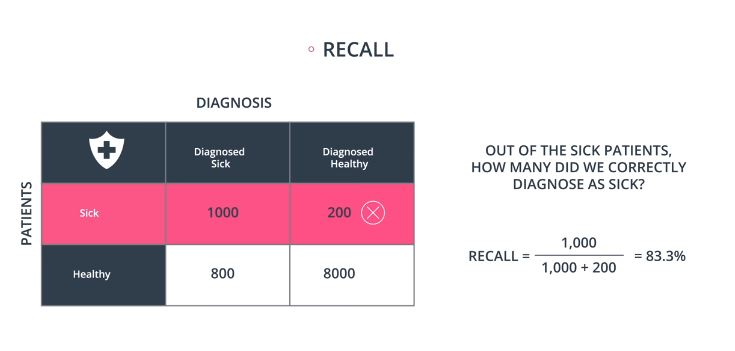 RECALL
DIAGNOSIS
Diagnosed
Sick
Diagnosed
Healthy
PATIENTS
Sick
1000
200
Healthy
800
8000
OUT OF THE SICK PATIENTS,
HOW MANY DID WE CORRECTLY
DIAGNOSE AS SICK?
RECALL = 1,000 / 1,000 + 200 = 83.3%